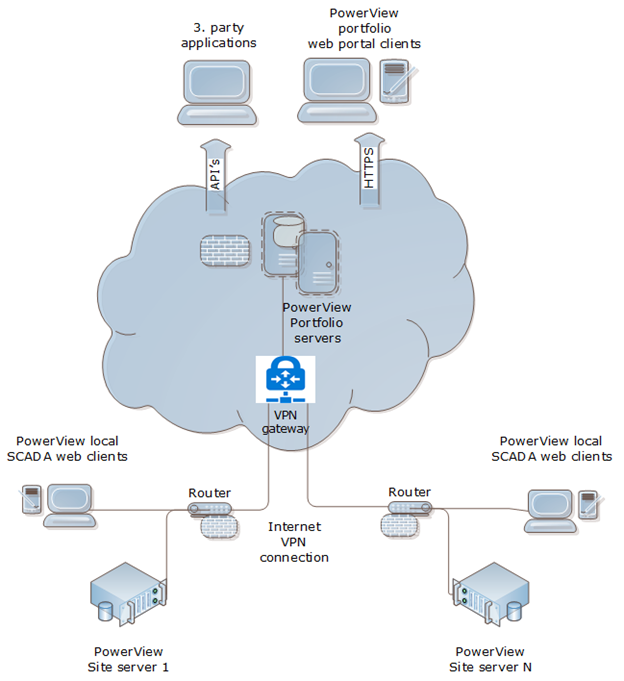 3. party
applications
PowerView
portfolio
web portal clients
API's
HTTPS
PowerView
Portfolio
servers
VPN
gateway
PowerView local
SCADA web clients
PowerView local
SCADA web clients
Router
Router
Internet
VPN
connection
PowerView
Site server 1
PowerView
Site server N